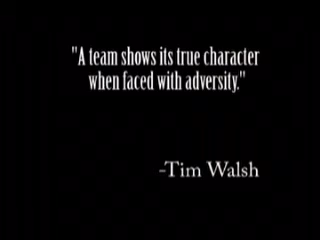 "A team shows its true character
when faced with adversity."
-Tim Walsh